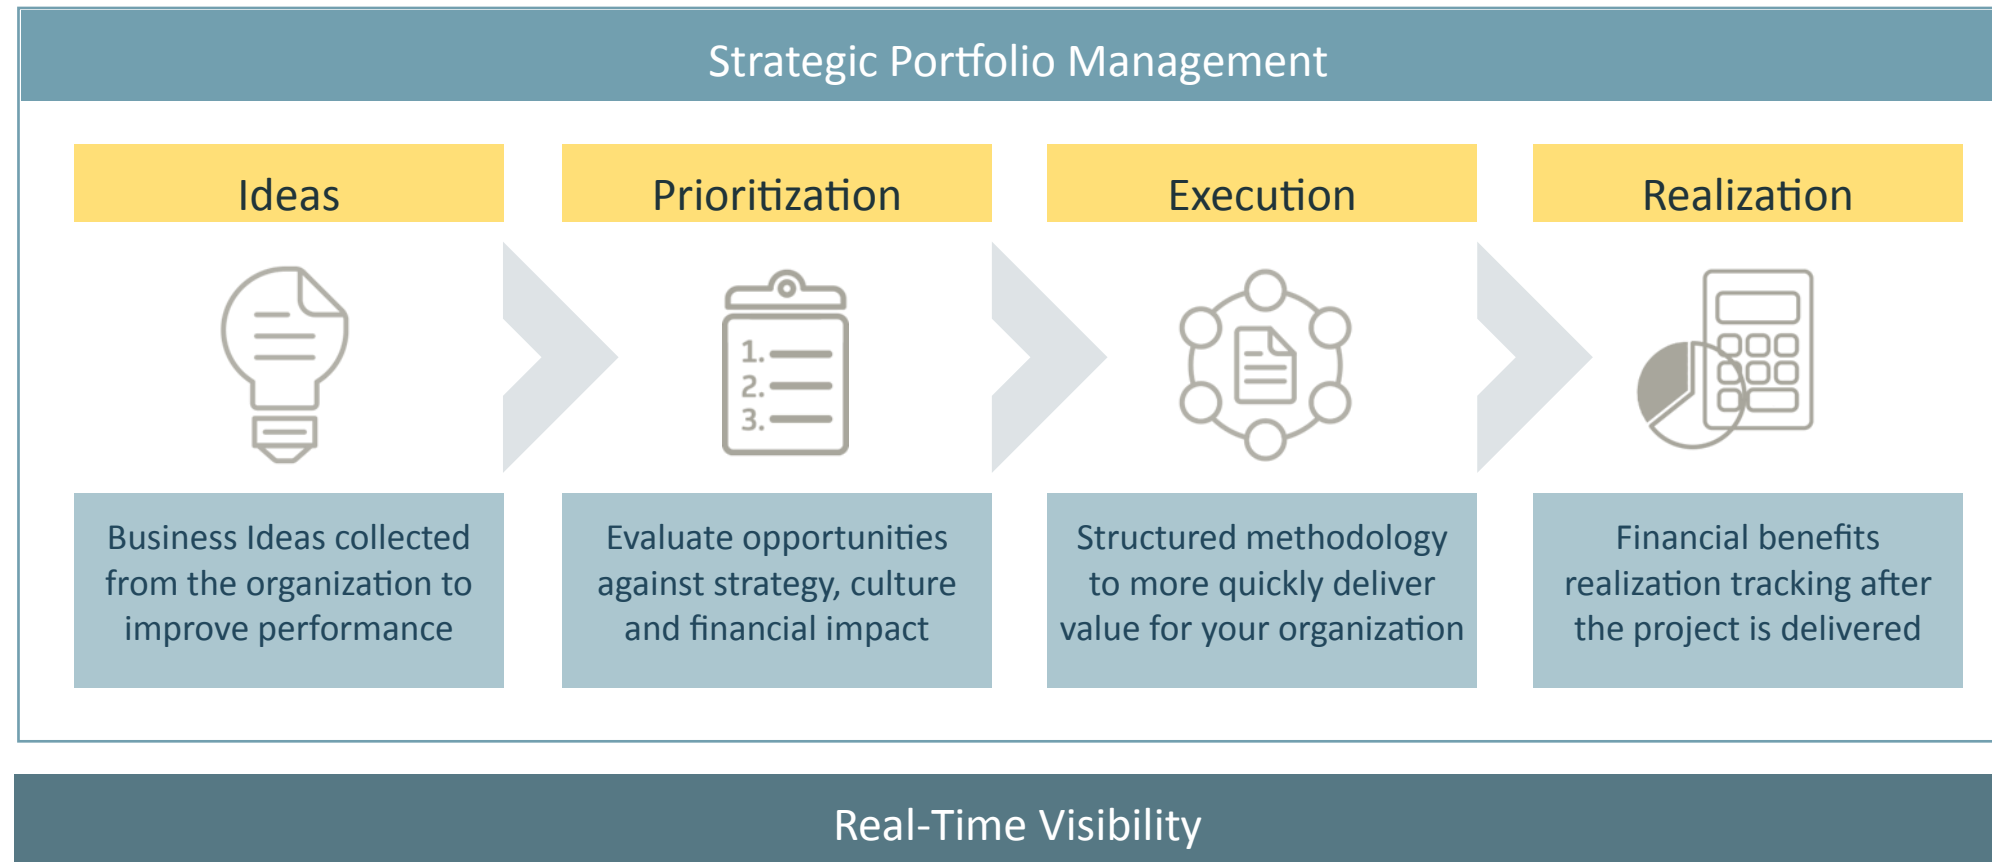 Strategic Portfolio Management
Ideas
Prioritization
Execution
Realization
1.
2.
3.
Business Ideas collected
from the organization to
improve performance
Evaluate opportunities
against strategy, culture
and financial impact
Structured methodology
to more quickly deliver
value for your organization
Financial benefits
realization tracking after
the project is delivered
Real-Time Visibility